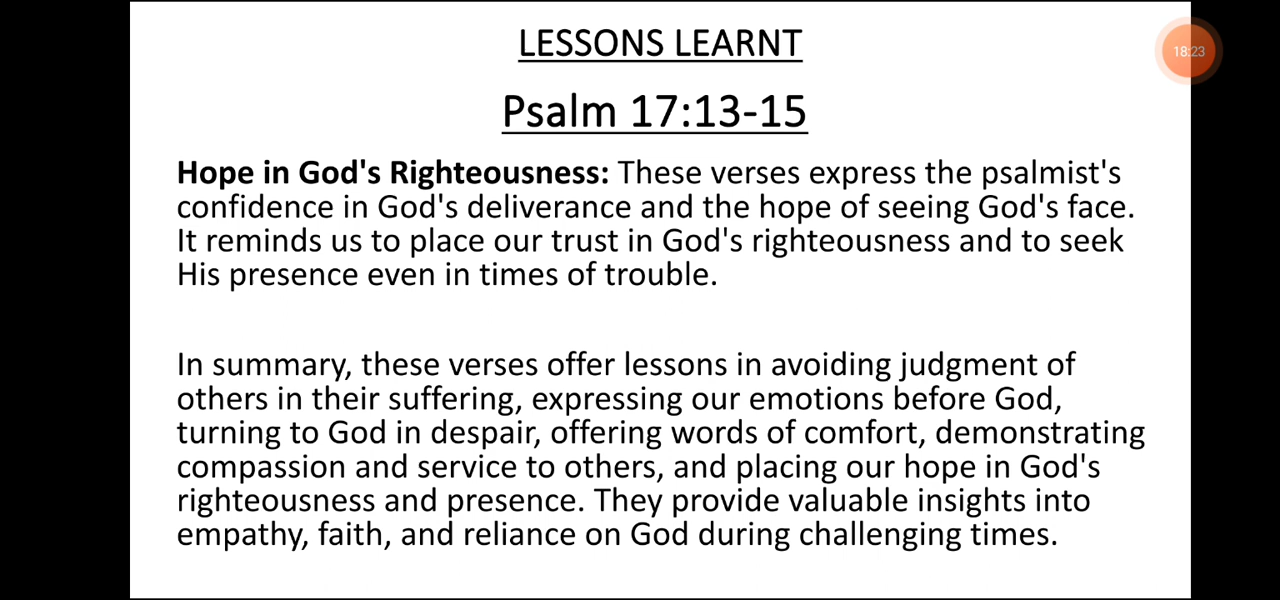 LESSONS LEARNT
18:23
Psalm 17:13-15
Hope in God's Righteousness: These verses express the psalmist's
confidence in God's deliverance and the hope of seeing God's face.
It reminds us to place our trust in God's righteousness and to seek
His presence even in times of trouble.
In summary, these verses offer lessons in avoiding judgment of
others in their suffering, expressing our emotions before God,
turning to God in despair, offering words of comfort, demonstrating
compassion and service to others, and placing our hope in God's
righteousness and presence. They provide valuable insights into
empathy, faith, and reliance on God during challenging times.